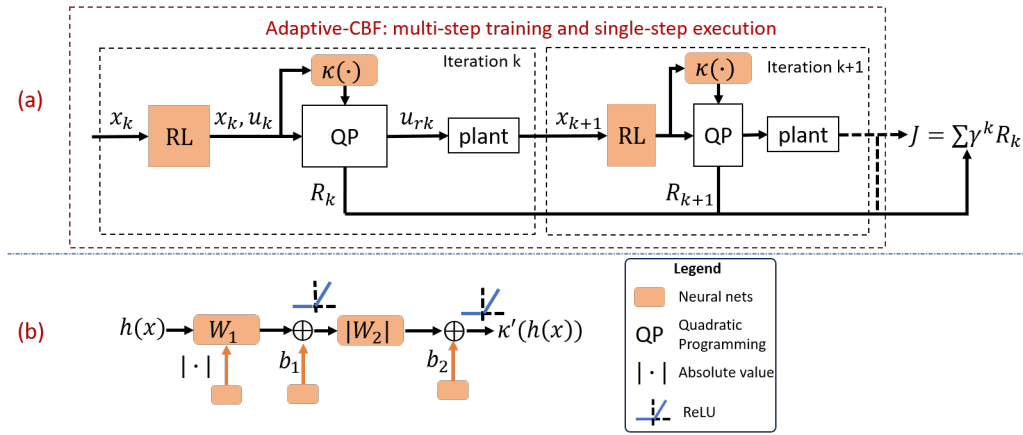 Adaptive-CBF: multi-step training and single-step execution
Iteration k
Iteration k+1
(a)
κ(·)
κ(·)
x_k
RL
x_k, u_k
QP
u_{rk}
plant
x_{k+1}
RL
QP
plant
J = ∑γ^k R_k
R_k
R_{k+1}
(b)
h(x)
W_1
|W_2|
κ′(h(x))
|·|
b_1
b_2
Legend
Neural nets
QP
Quadratic
Programming
|·|
Absolute value
ReLU